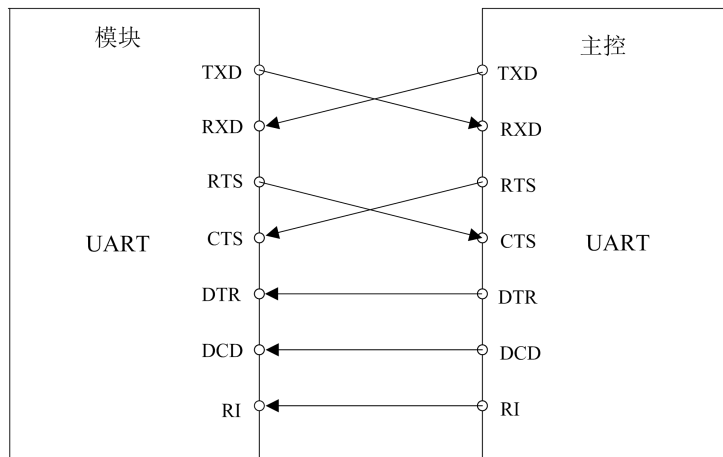 模块
TXD
RXD
RTS
UART
CTS
DTR
DCD
RI
主控
TXD
RXD
RTS
CTS
UART
DTR
DCD
RI